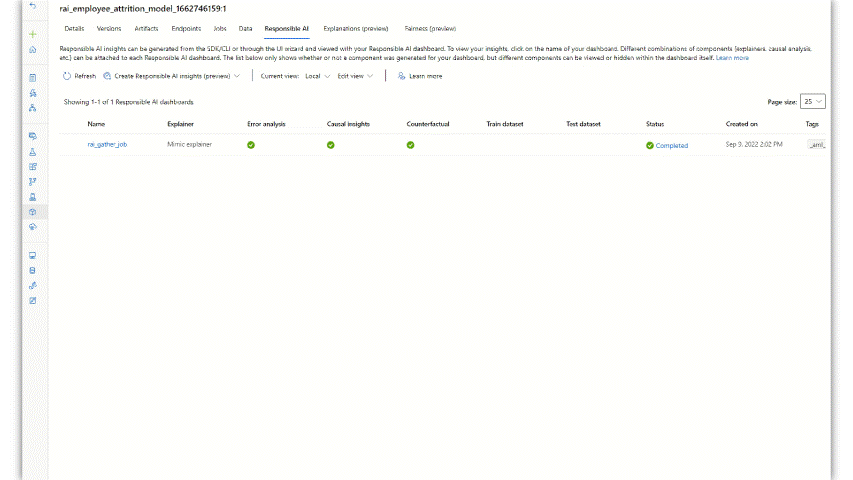 rai_employee_attrition_model_1662746159:1
Details Versions Artifacts Endpoints Jobs Data Responsible AI Explanations (preview) Fairness (preview)
Responsible AI insights can be generated from the SDK/CLI or through the UI wizard and viewed with your Responsible AI dashboard. To view your insights, click on the name of your dashboard. Different combinations of components (explainers, causal analysis,
etc.) can be attached to each Responsible AI dashboard. The list below only shows whether or not a component was generated for your dashboard, but different components can be viewed or hidden within the dashboard itself. Learn more
Refresh Create Responsible AI insights (preview) Current view: Local Edit view Learn more
Showing 1-1 of 1 Responsible AI dashboards Page size: 25
Name Explainer Error analysis Causal insights Counterfactual Train dataset Test dataset Status Created on Tags
rai_gather_job Mimic explainer Completed Sep 9, 2022 2:02 PM _aml_